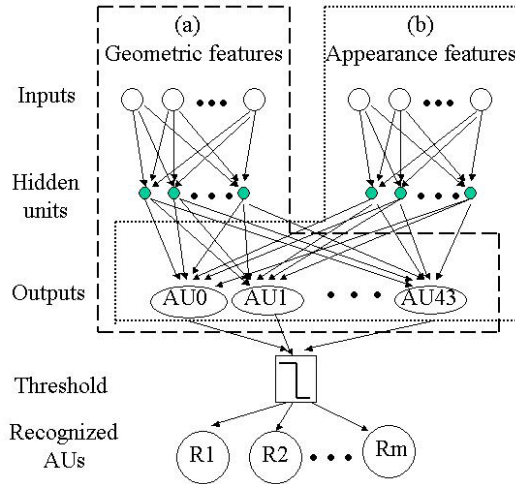 (a)
(b)
Geometric features
Appearance features
Inputs
Hidden
units
Outputs
AU0
AU1
AU43
Threshold
Recognized
AUs
R1
R2
Rm